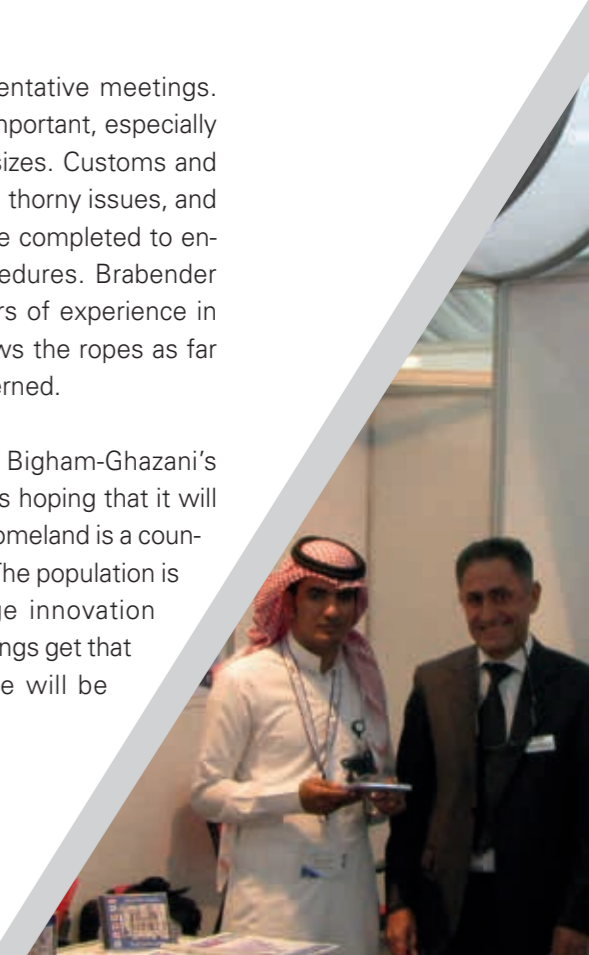 entative meetings.
mportant, especially
sizes. Customs and
thorny issues, and
e completed to en-
edures. Brabender
rs of experience in
ws the ropes as far
erned.
Bigham-Ghazani's
s hoping that it will
omeland is a coun-
The population is
ge innovation
ngs get that
e will be